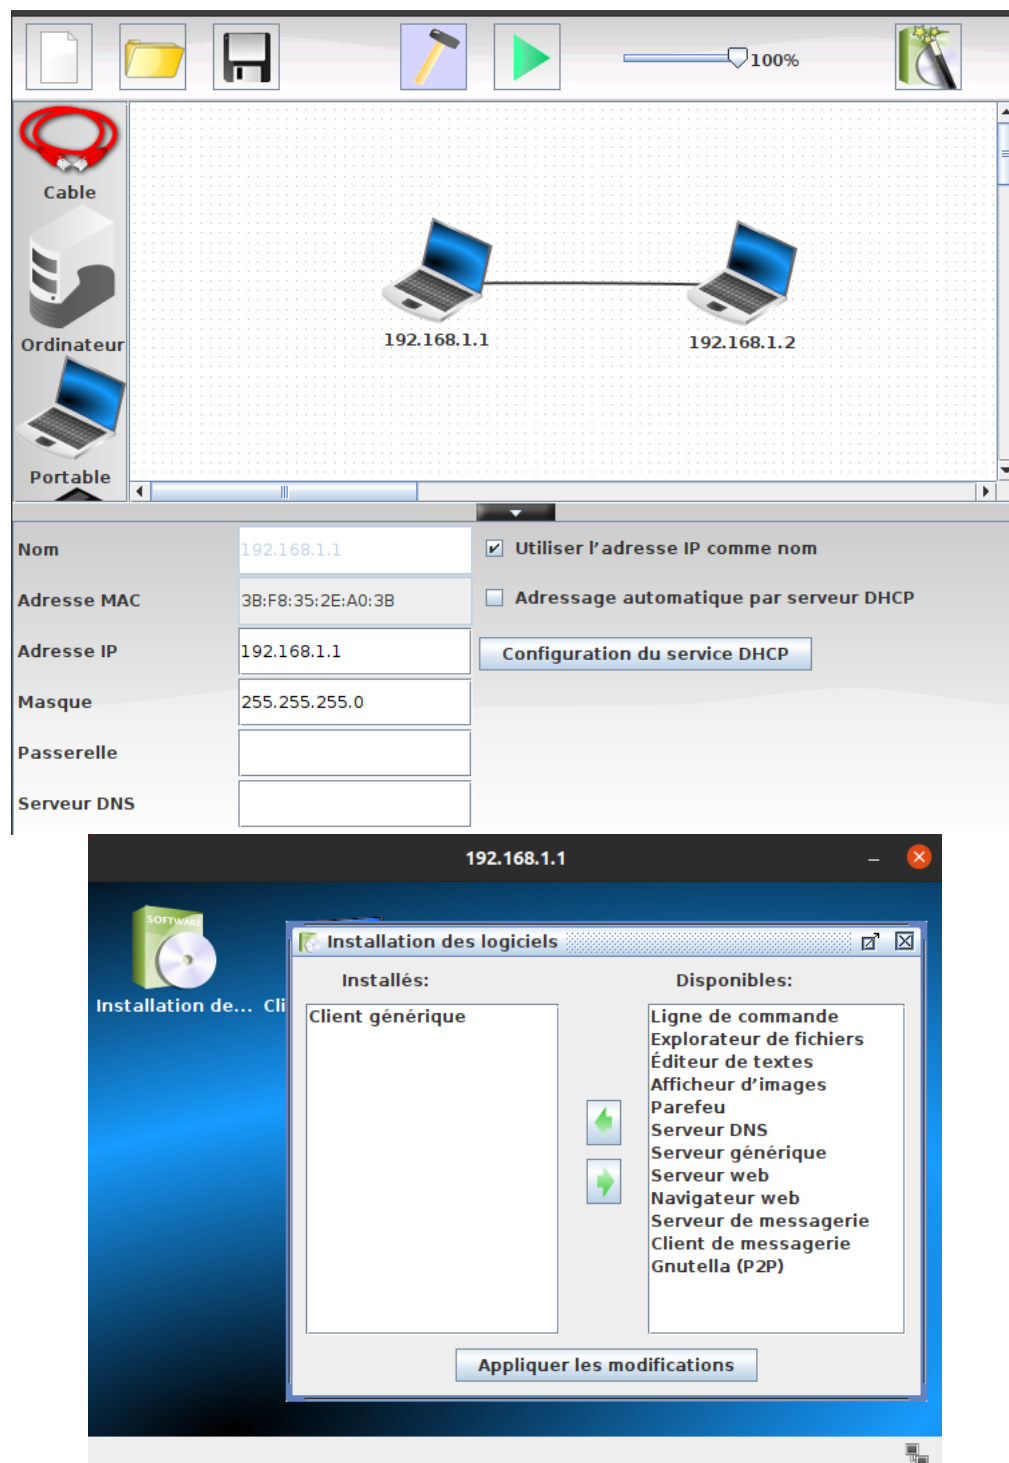 100%
Cable
Ordinateur
Portable
192.168.1.1
192.168.1.2
Nom
192.168.1.1
Utiliser l'adresse IP comme nom
Adresse MAC
3B:F8:35:2E:A0:3B
Adressage automatique par serveur DHCP
Adresse IP
192.168.1.1
Configuration du service DHCP
Masque
255.255.255.0
Passerelle
Serveur DNS
192.168.1.1
SOFTWARE
Installation de...
Cli
Installation des logiciels
Installés:
Disponibles:
Client générique
Ligne de commande
Explorateur de fichiers
Éditeur de textes
Afficheur d'images
Parefeu
Serveur DNS
Serveur générique
Serveur web
Navigateur web
Serveur de messagerie
Client de messagerie
Gnutella (P2P)
Appliquer les modifications